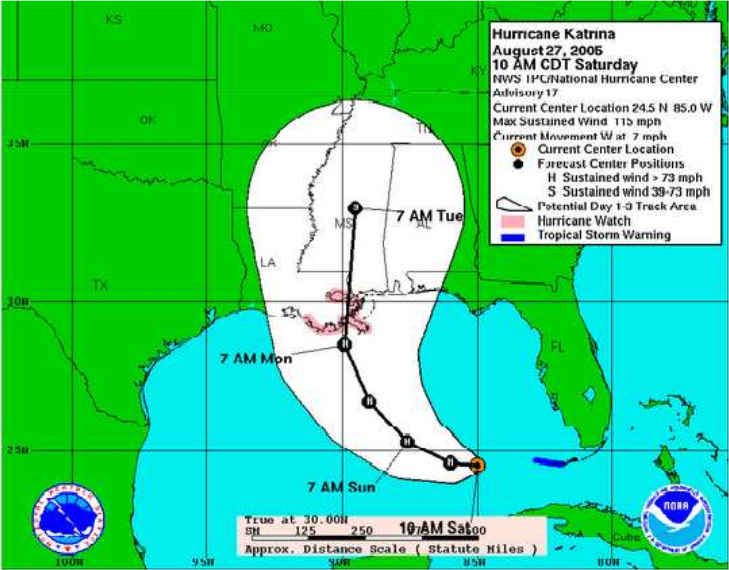 KS
MO
KY
OK
TN
AR
35N
MS
AL
LA
TX
30N
FL
25N
Cuba
100W
95W
90W
85W
80W
Hurricane Katrina
August 27, 2005
10 AM CDT Saturday
NWS TPC/National Hurricane Center
Advisory 17
Current Center Location 24.5 N 85.0 W
Max Sustained Wind 115 mph
Current Movement W at 7 mph
Current Center Location
Forecast Center Positions
H Sustained wind > 73 mph
S Sustained wind 39-73 mph
Potential Day 1-3 Track Area
Hurricane Watch
Tropical Storm Warning
S
7 AM Tue
H
7 AM Mon
H
H
7 AM Sun
H
10 AM Sat
True at 30.00N
SM 125 250 500
Approx. Distance Scale ( Statute Miles )
NOAA